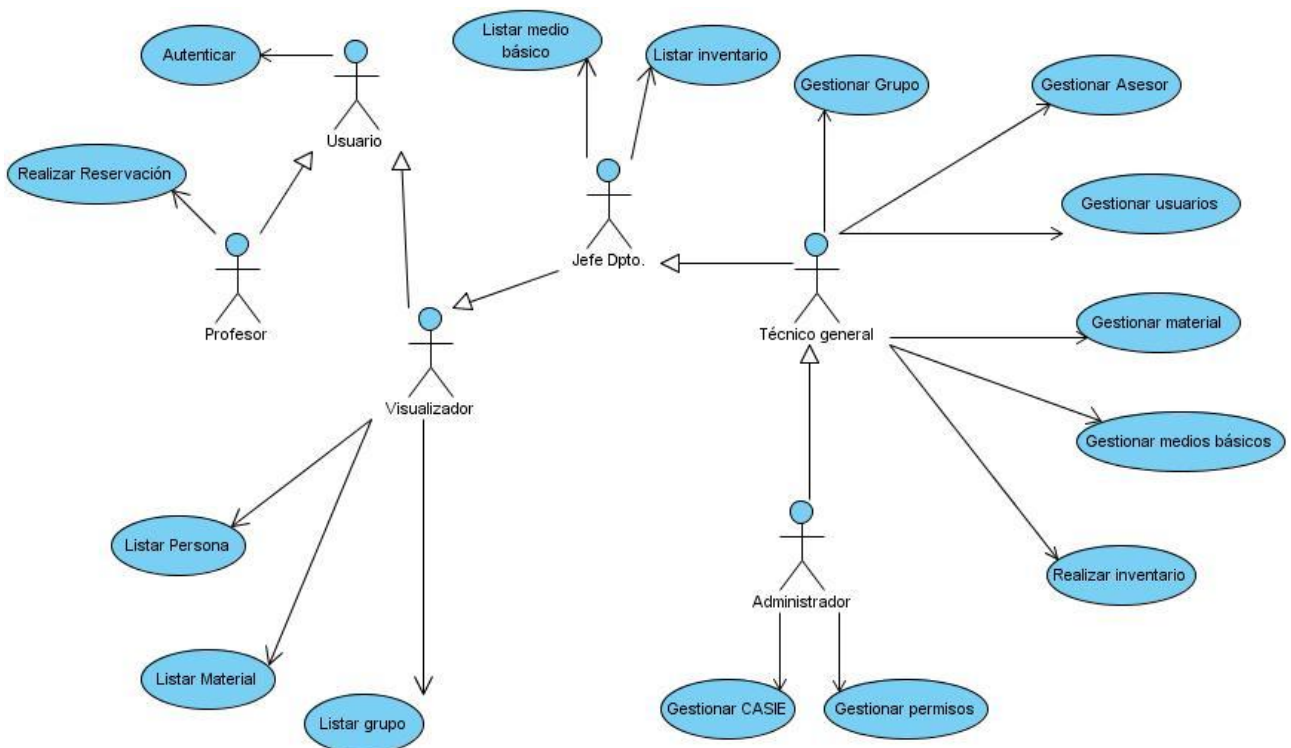 Listar medio
básico
Autenticar
Listar inventario
Gestionar Grupo
Gestionar Asesor
Usuario
Realizar Reservación
Gestionar usuarios
Jefe Dpto.
Profesor
Técnico general
Gestionar material
Visualizador
Gestionar medios básicos
Listar Persona
Realizar inventario
Administrador
Listar Material
Listar grupo
Gestionar CASIE
Gestionar permisos